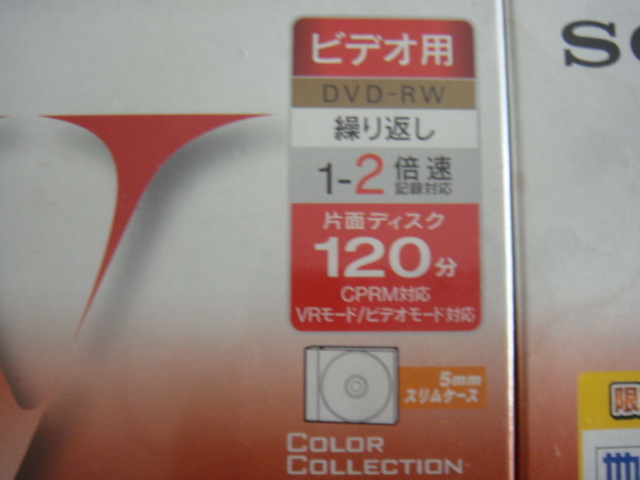 ビデオ用
DVD-RW
繰り返し
1-2倍速
記録対応
片面ディスク
120分
CPRM対応
VRモード/ビデオモード対応
5mm
スリムケース
COLOR
COLLECTION
限